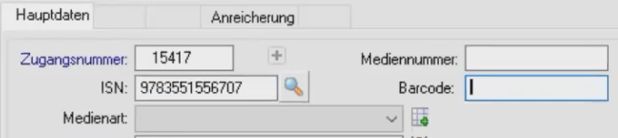 Hauptdaten Anreicherung
Zugangsnummer: 15417 Mediennummer:
ISN: 9783551556707 Barcode:
Medienart: